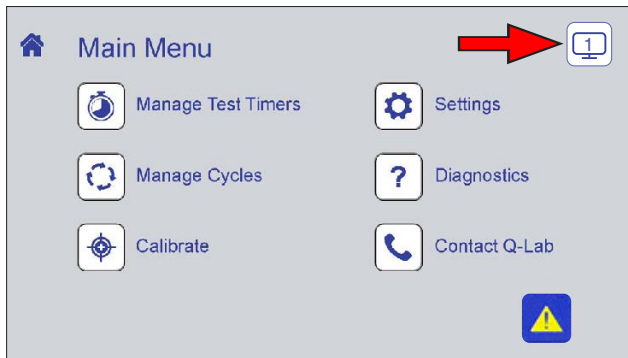 Main Menu
1
Manage Test Timers
Settings
Manage Cycles
?
Diagnostics
Calibrate
Contact Q-Lab